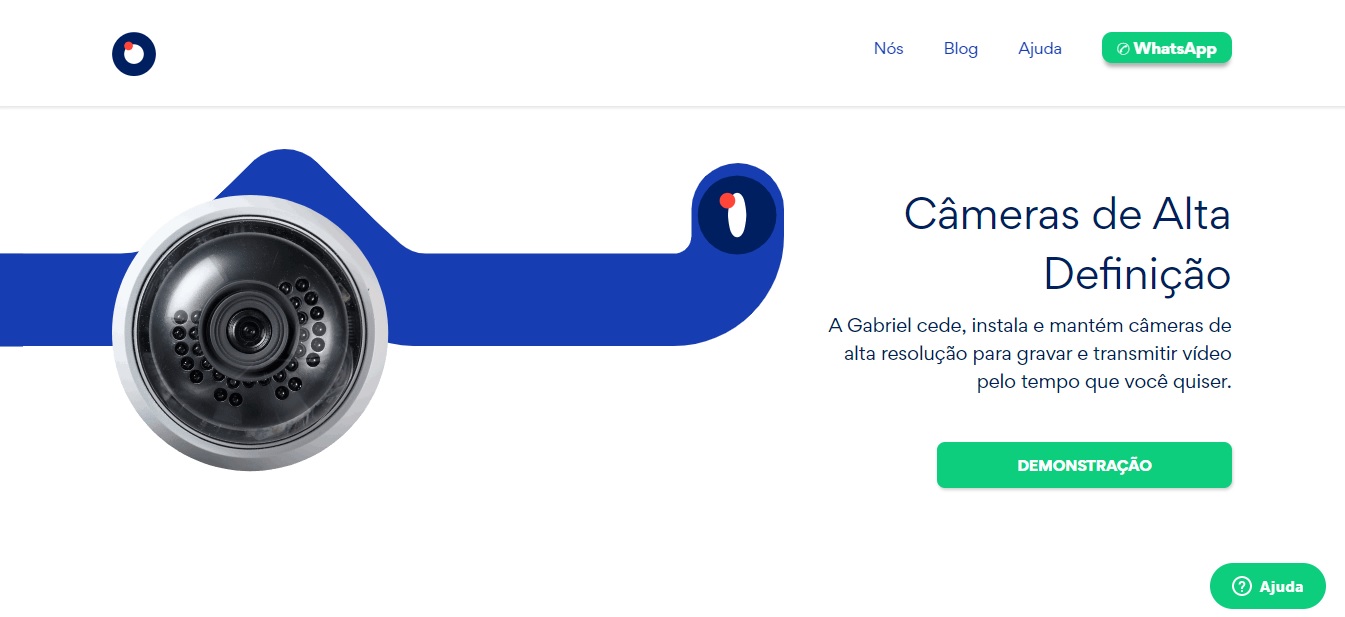 Nós
Blog
Ajuda
WhatsApp
Câmeras de Alta
Definição
A Gabriel cede, instala e mantém câmeras de
alta resolução para gravar e transmitir vídeo
pelo tempo que você quiser.
DEMONSTRAÇÃO
Ajuda